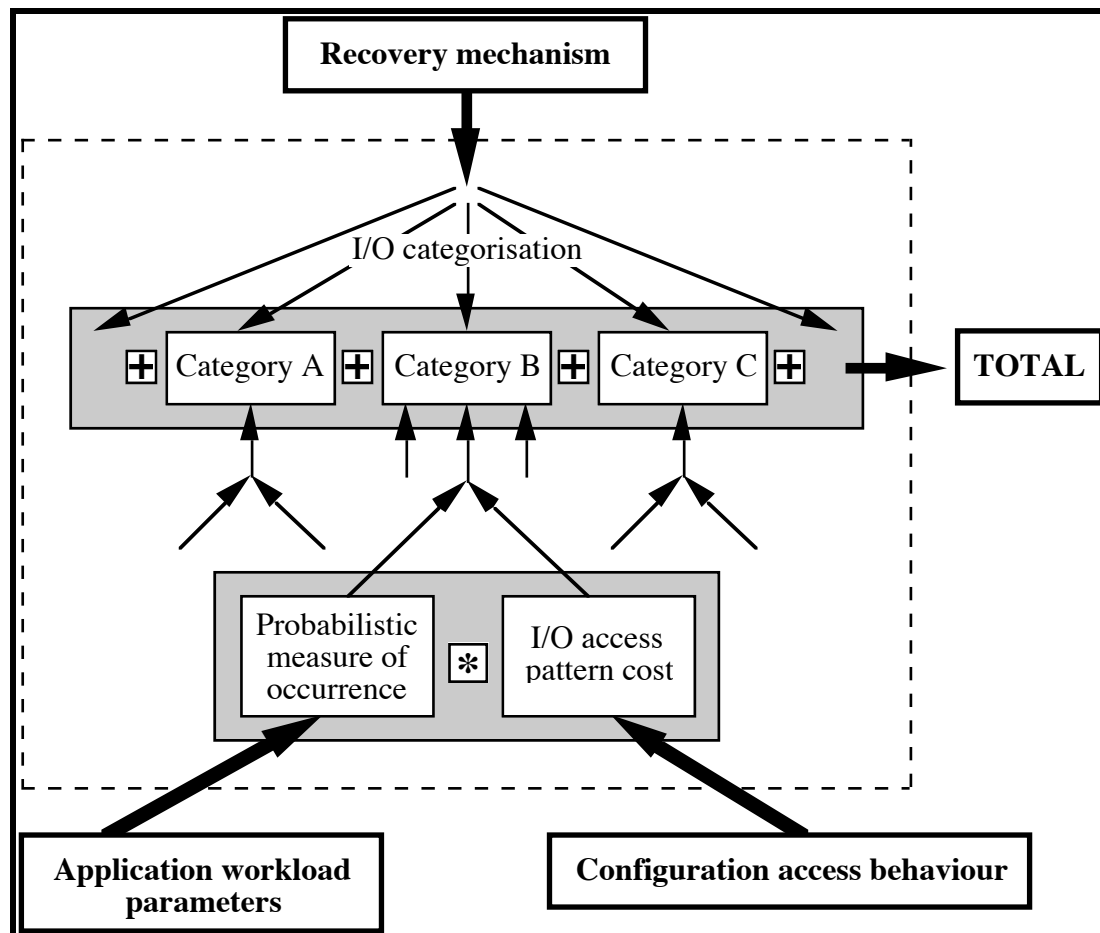 Recovery mechanism
I/O categorisation
+ Category A + Category B + Category C +
TOTAL
Probabilistic
measure of
occurrence
*
I/O access
pattern cost
Application workload
parameters
Configuration access behaviour